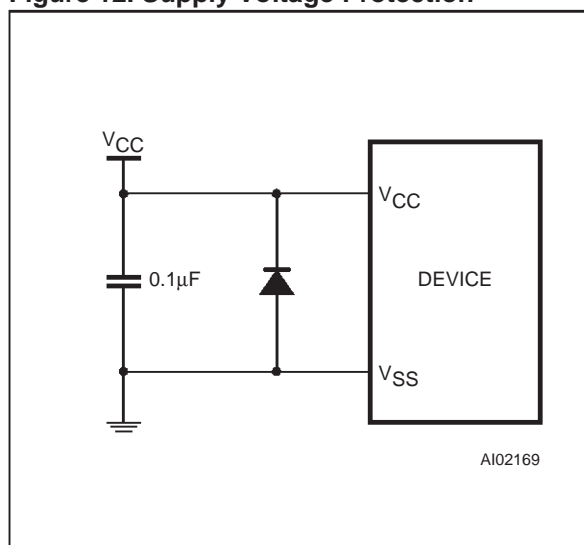 Figure 12. Supply Voltage Protection
VCC
VCC
0.1μF
DEVICE
VSS
AI02169